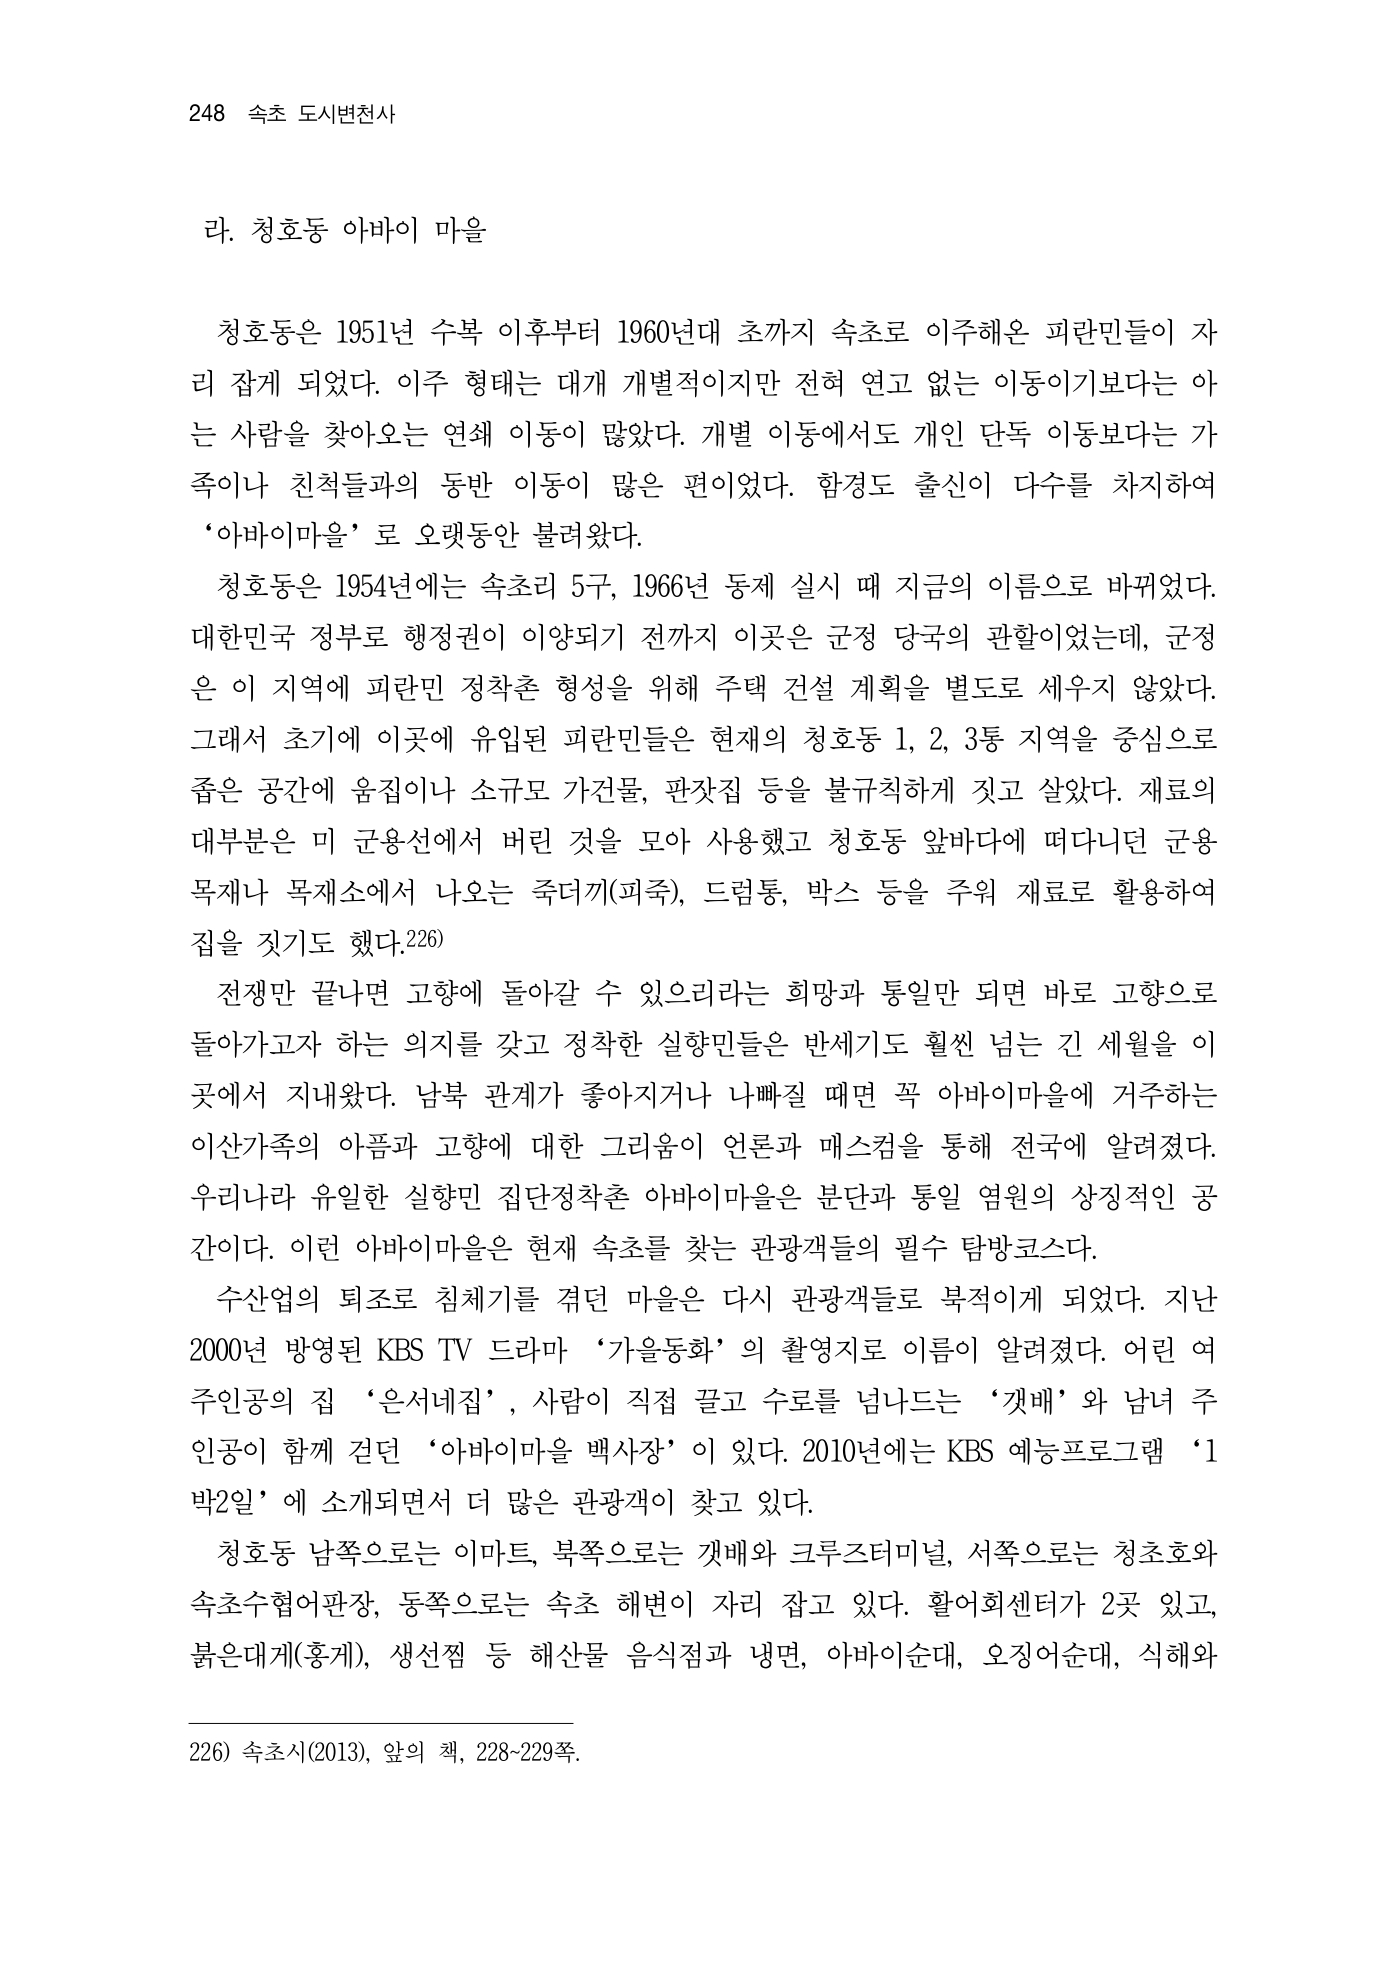 248 속초 도시변천사
라. 청호동 아바이 마을
청호동은 1951년 수복 이후부터 1960년대 초까지 속초로 이주해온 피란민들이 자
리 잡게 되었다. 이주 형태는 대개 개별적이지만 전혀 연고 없는 이동이기보다는 아
는 사람을 찾아오는 연쇄 이동이 많았다. 개별 이동에서도 개인 단독 이동보다는 가
족이나 친척들과의 동반 이동이 많은 편이었다. 함경도 출신이 다수를 차지하여
‘아바이마을’로 오랫동안 불려왔다.
청호동은 1954년에는 속초리 5구, 1966년 동제 실시 때 지금의 이름으로 바뀌었다.
대한민국 정부로 행정권이 이양되기 전까지 이곳은 군정 당국의 관할이었는데, 군정
은 이 지역에 피란민 정착촌 형성을 위해 주택 건설 계획을 별도로 세우지 않았다.
그래서 초기에 이곳에 유입된 피란민들은 현재의 청호동 1, 2, 3통 지역을 중심으로
좁은 공간에 움집이나 소규모 가건물, 판잣집 등을 불규칙하게 짓고 살았다. 재료의
대부분은 미 군용선에서 버린 것을 모아 사용했고 청호동 앞바다에 떠다니던 군용
목재나 목재소에서 나오는 죽더끼(피죽), 드럼통, 박스 등을 주워 재료로 활용하여
집을 짓기도 했다.226)
전쟁만 끝나면 고향에 돌아갈 수 있으리라는 희망과 통일만 되면 바로 고향으로
돌아가고자 하는 의지를 갖고 정착한 실향민들은 반세기도 훨씬 넘는 긴 세월을 이
곳에서 지내왔다. 남북 관계가 좋아지거나 나빠질 때면 꼭 아바이마을에 거주하는
이산가족의 아픔과 고향에 대한 그리움이 언론과 매스컴을 통해 전국에 알려졌다.
우리나라 유일한 실향민 집단정착촌 아바이마을은 분단과 통일 염원의 상징적인 공
간이다. 이런 아바이마을은 현재 속초를 찾는 관광객들의 필수 탐방코스다.
수산업의 퇴조로 침체기를 겪던 마을은 다시 관광객들로 북적이게 되었다. 지난
2000년 방영된 KBS TV 드라마 ‘가을동화’의 촬영지로 이름이 알려졌다. 어린 여
주인공의 집 ‘은서네집’, 사람이 직접 끌고 수로를 넘나드는 ‘갯배’와 남녀 주
인공이 함께 걷던 ‘아바이마을 백사장’이 있다. 2010년에는 KBS 예능프로그램 ‘1
박2일’에 소개되면서 더 많은 관광객이 찾고 있다.
청호동 남쪽으로는 이마트, 북쪽으로는 갯배와 크루즈터미널, 서쪽으로는 청초호와
속초수협어판장, 동쪽으로는 속초 해변이 자리 잡고 있다. 활어회센터가 2곳 있고,
붉은대게(홍게), 생선찜 등 해산물 음식점과 냉면, 아바이순대, 오징어순대, 식해와
226) 속초시(2013), 앞의 책, 228~229쪽.